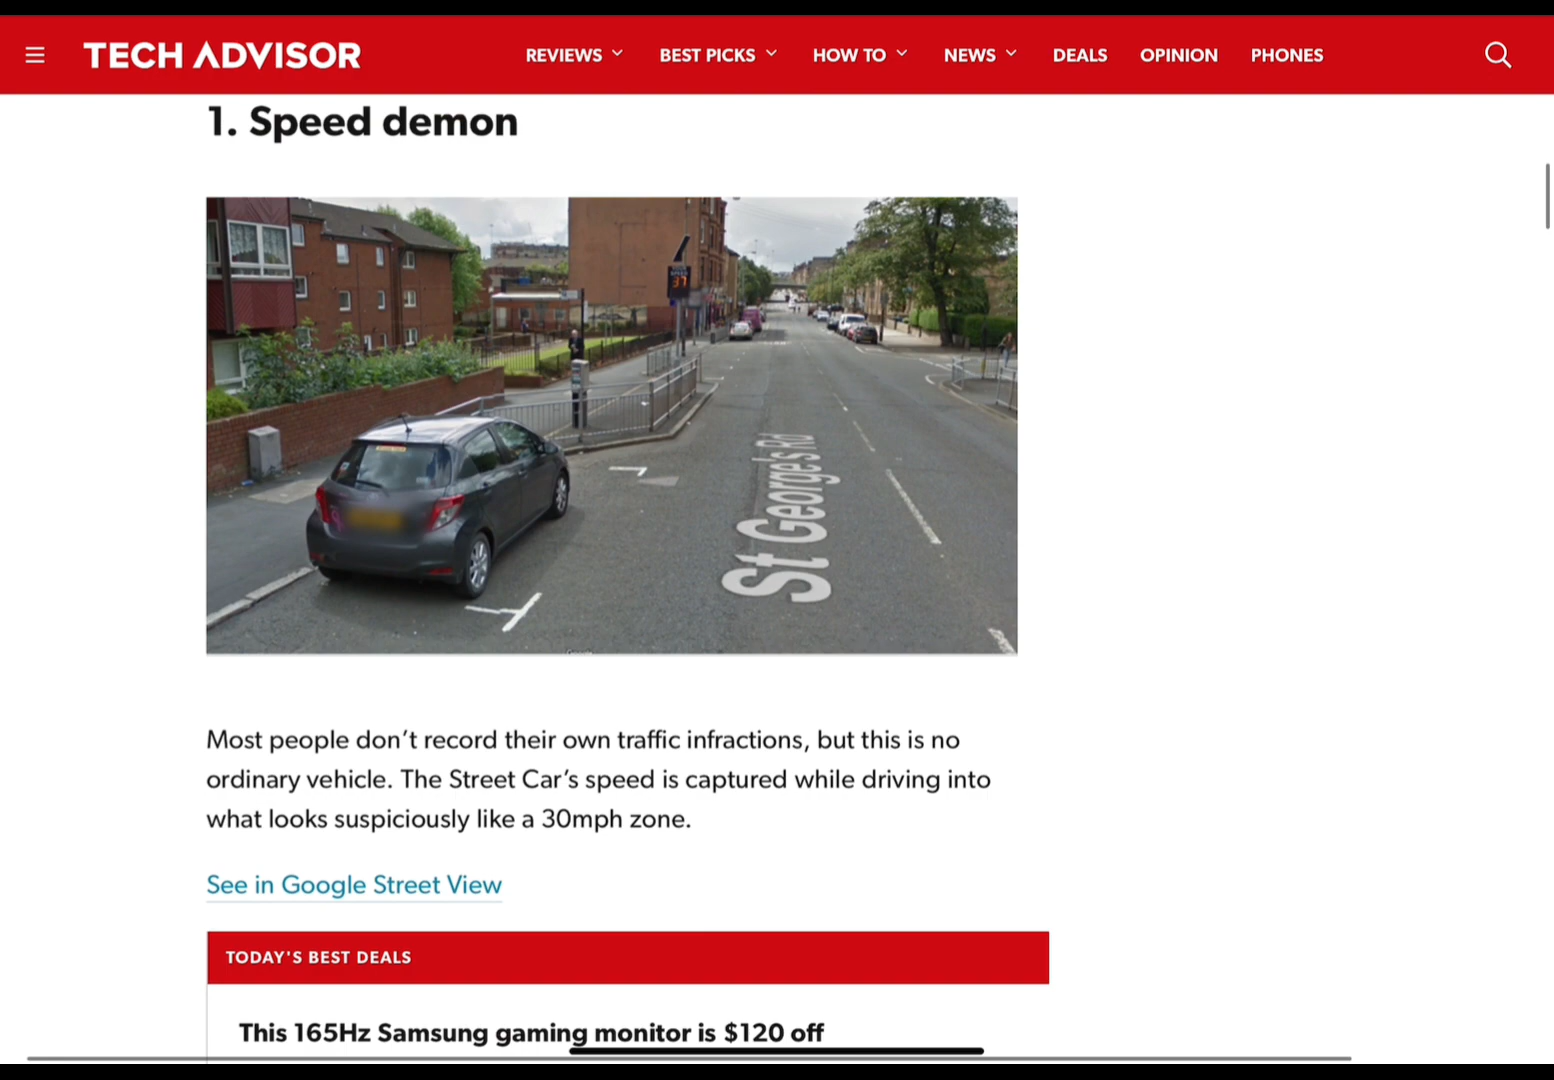 TECH ADVISOR
REVIEWS
BEST PICKS
HOW TO
NEWS
DEALS
OPINION
PHONES
1. Speed demon
37
St George's Rd
Most people don’t record their own traffic infractions, but this is no
ordinary vehicle. The Street Car’s speed is captured while driving into
what looks suspiciously like a 30mph zone.
See in Google Street View
TODAY'S BEST DEALS
This 165Hz Samsung gaming monitor is $120 off